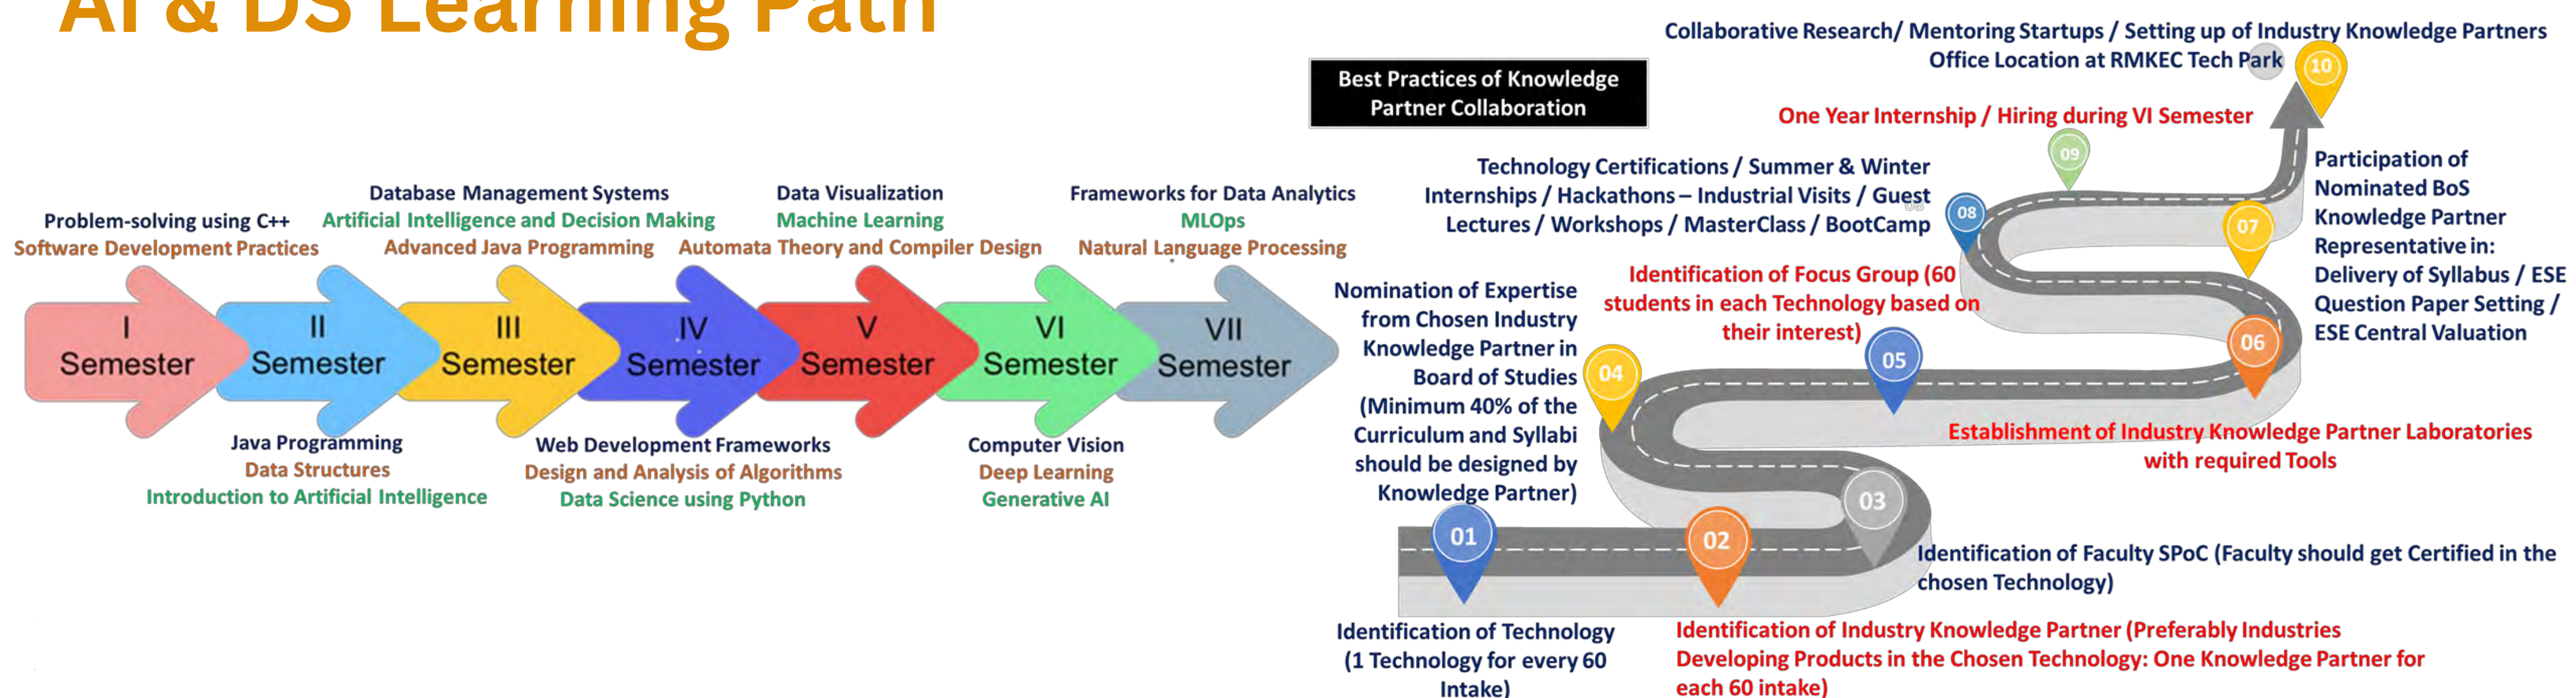 AI & DS Learning Path
Problem-solving using C++
Software Development Practices
Database Management Systems
Artificial Intelligence and Decision Making
Advanced Java Programming
Data Visualization
Machine Learning
Automata Theory and Compiler Design
Frameworks for Data Analytics
MLOps
Natural Language Processing
I
Semester
II
Semester
III
Semester
IV
Semester
V
Semester
VI
Semester
VII
Semester
Java Programming
Data Structures
Introduction to Artificial Intelligence
Web Development Frameworks
Design and Analysis of Algorithms
Data Science using Python
Computer Vision
Deep Learning
Generative AI
Best Practices of Knowledge
Partner Collaboration
Collaborative Research/ Mentoring Startups / Setting up of Industry Knowledge Partners
Office Location at RMKEC Tech Park
10
One Year Internship / Hiring during VI Semester
09
Technology Certifications / Summer & Winter
Internships / Hackathons – Industrial Visits / Guest
Lectures / Workshops / MasterClass / BootCamp
08
07
Participation of
Nominated BoS
Knowledge Partner
Representative in:
Delivery of Syllabus / ESE
Question Paper Setting /
ESE Central Valuation
Identification of Focus Group (60
students in each Technology based on
their interest)
05
06
Nomination of Expertise
from Chosen Industry
Knowledge Partner in
Board of Studies
(Minimum 40% of the
Curriculum and Syllabi
should be designed by
Knowledge Partner)
04
Establishment of Industry Knowledge Partner Laboratories
with required Tools
01
02
03
Identification of Faculty SPoC (Faculty should get Certified in the
chosen Technology)
Identification of Technology
(1 Technology for every 60
Intake)
Identification of Industry Knowledge Partner (Preferably Industries
Developing Products in the Chosen Technology: One Knowledge Partner for
each 60 intake)